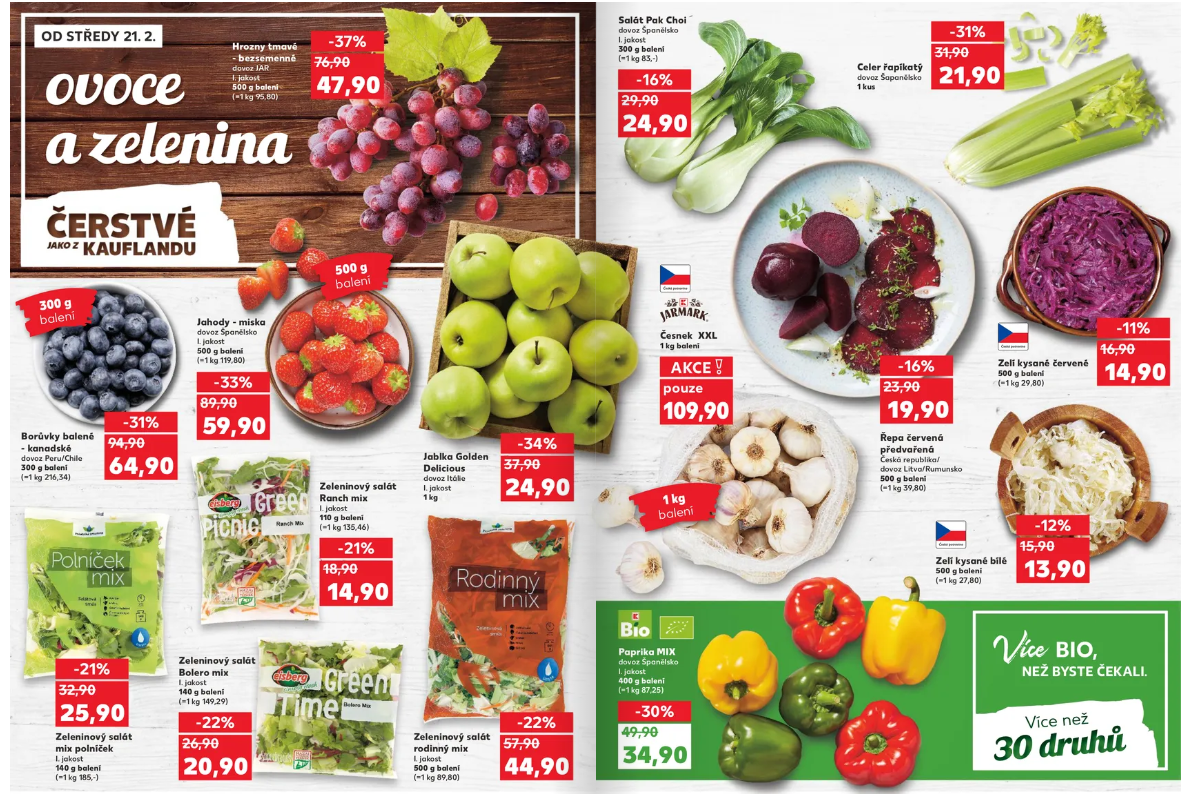 OD STŘEDY 21. 2.
ovoce
a zelenina
ČERSTVÉ
JAKO Z KAUFLANDU
Hrozny tmavé
- bezsemenné
dovoz JAR
I. jakost
500 g balení
(=1 kg 95,80)
-37%
76,90
47,90
300 g
balení
Borůvky balené
- kanadské
dovoz Peru/Chile
300 g balení
(=1 kg 216,34)
-31%
94,90
64,90
500 g
balení
Jahody - miska
dovoz Španělsko
I. jakost
500 g balení
(=1 kg 119,80)
-33%
89,90
59,90
Jablka Golden
Delicious
dovoz Itálie
I. jakost
1 kg
-34%
37,90
24,90
eisberg
Green
Picnic
Ranch Mix
Zeleninový salát
Ranch mix
I. jakost
110 g balení
(=1 kg 135,46)
-21%
18,90
14,90
Polníček
mix
-21%
32,90
25,90
Zeleninový salát
mix polníček
I. jakost
140 g balení
(=1 kg 185,-)
Zeleninový salát
Bolero mix
I. jakost
140 g balení
(=1 kg 149,29)
-22%
26,90
20,90
eisberg
Green
Time
Bolero Mix
Rodinný
mix
Zeleninový salát
rodinný mix
I. jakost
500 g balení
(=1 kg 89,80)
-22%
57,90
44,90
Salát Pak Choi
dovoz Španělsko
I. jakost
300 g balení
(=1 kg 83,-)
-16%
29,90
24,90
Celer řapíkatý
dovoz Šapanělsko
1 kus
-31%
31,90
21,90
K
JARMARK
Česnek XXL
1 kg balení
AKCE!
pouze
109,90
1 kg
balení
-16%
23,90
19,90
Řepa červená
předvařená
Česká republika/
dovoz Litva/Rumunsko
500 g balení
(=1 kg 39,80)
Zelí kysané červené
500 g balení
(=1 kg 29,80)
-11%
16,90
14,90
Zelí kysané bílé
500 g balení
(=1 kg 27,80)
-12%
15,90
13,90
Bio
Paprika MIX
dovoz Španělsko
I. jakost
400 g balení
(=1 kg 87,25)
-30%
49,90
34,90
Více BIO,
NEŽ BYSTE ČEKALI.
Více než
30 druhů